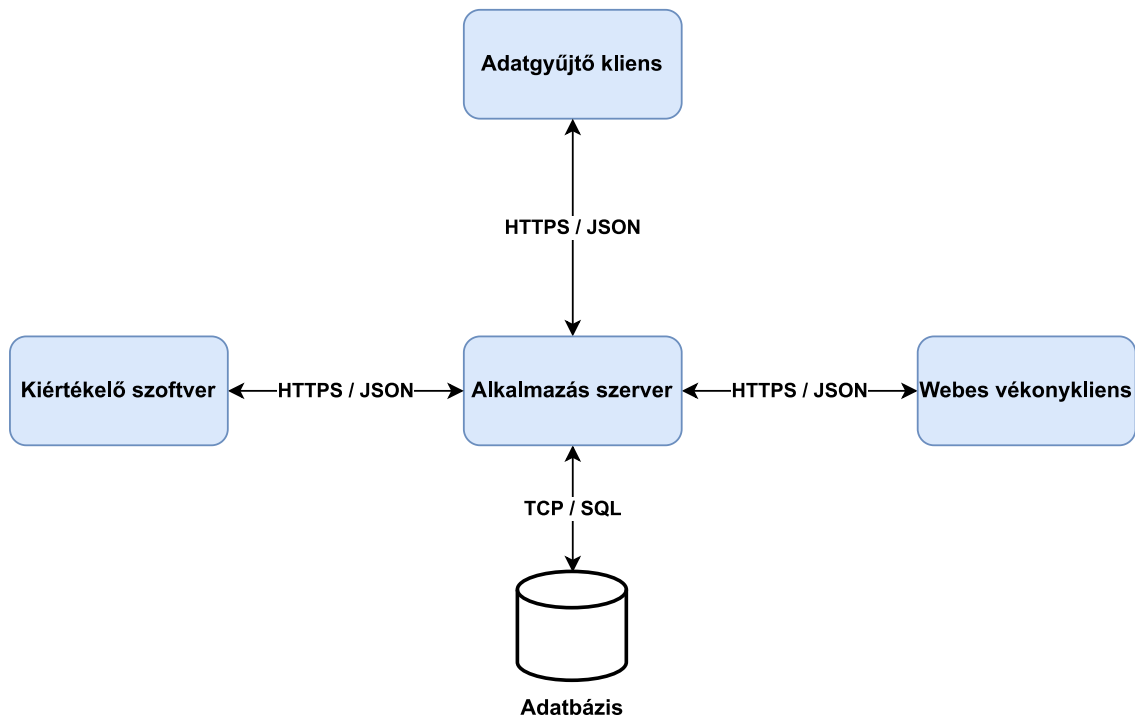 Adatgyűjtő kliens
HTTPS / JSON
Kiértékelő szoftver
HTTPS / JSON
Alkalmazás szerver
HTTPS / JSON
Webes vékonykliens
TCP / SQL
Adatbázis